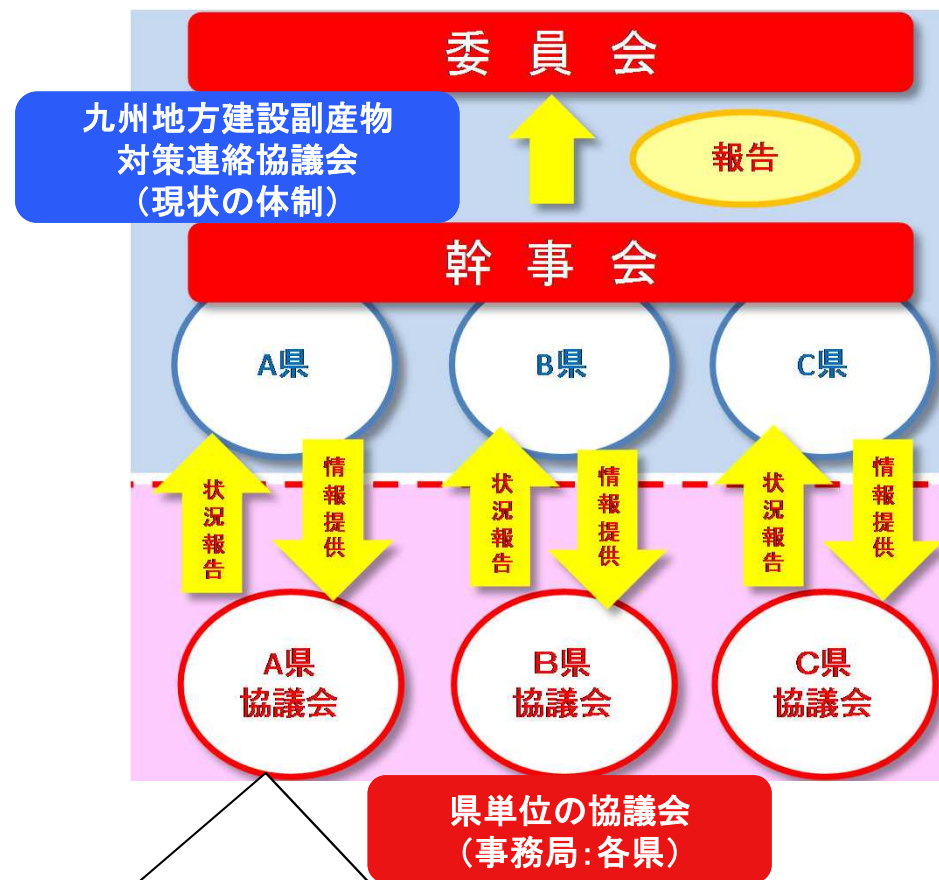 委員会
九州地方建設副産物
対策連絡協議会
（現状の体制）
報告
幹事会
A県
B県
C県
状況報告
情報提供
状況報告
情報提供
状況報告
情報提供
A県
協議会
B県
協議会
C県
協議会
県単位の協議会
（事務局：各県）